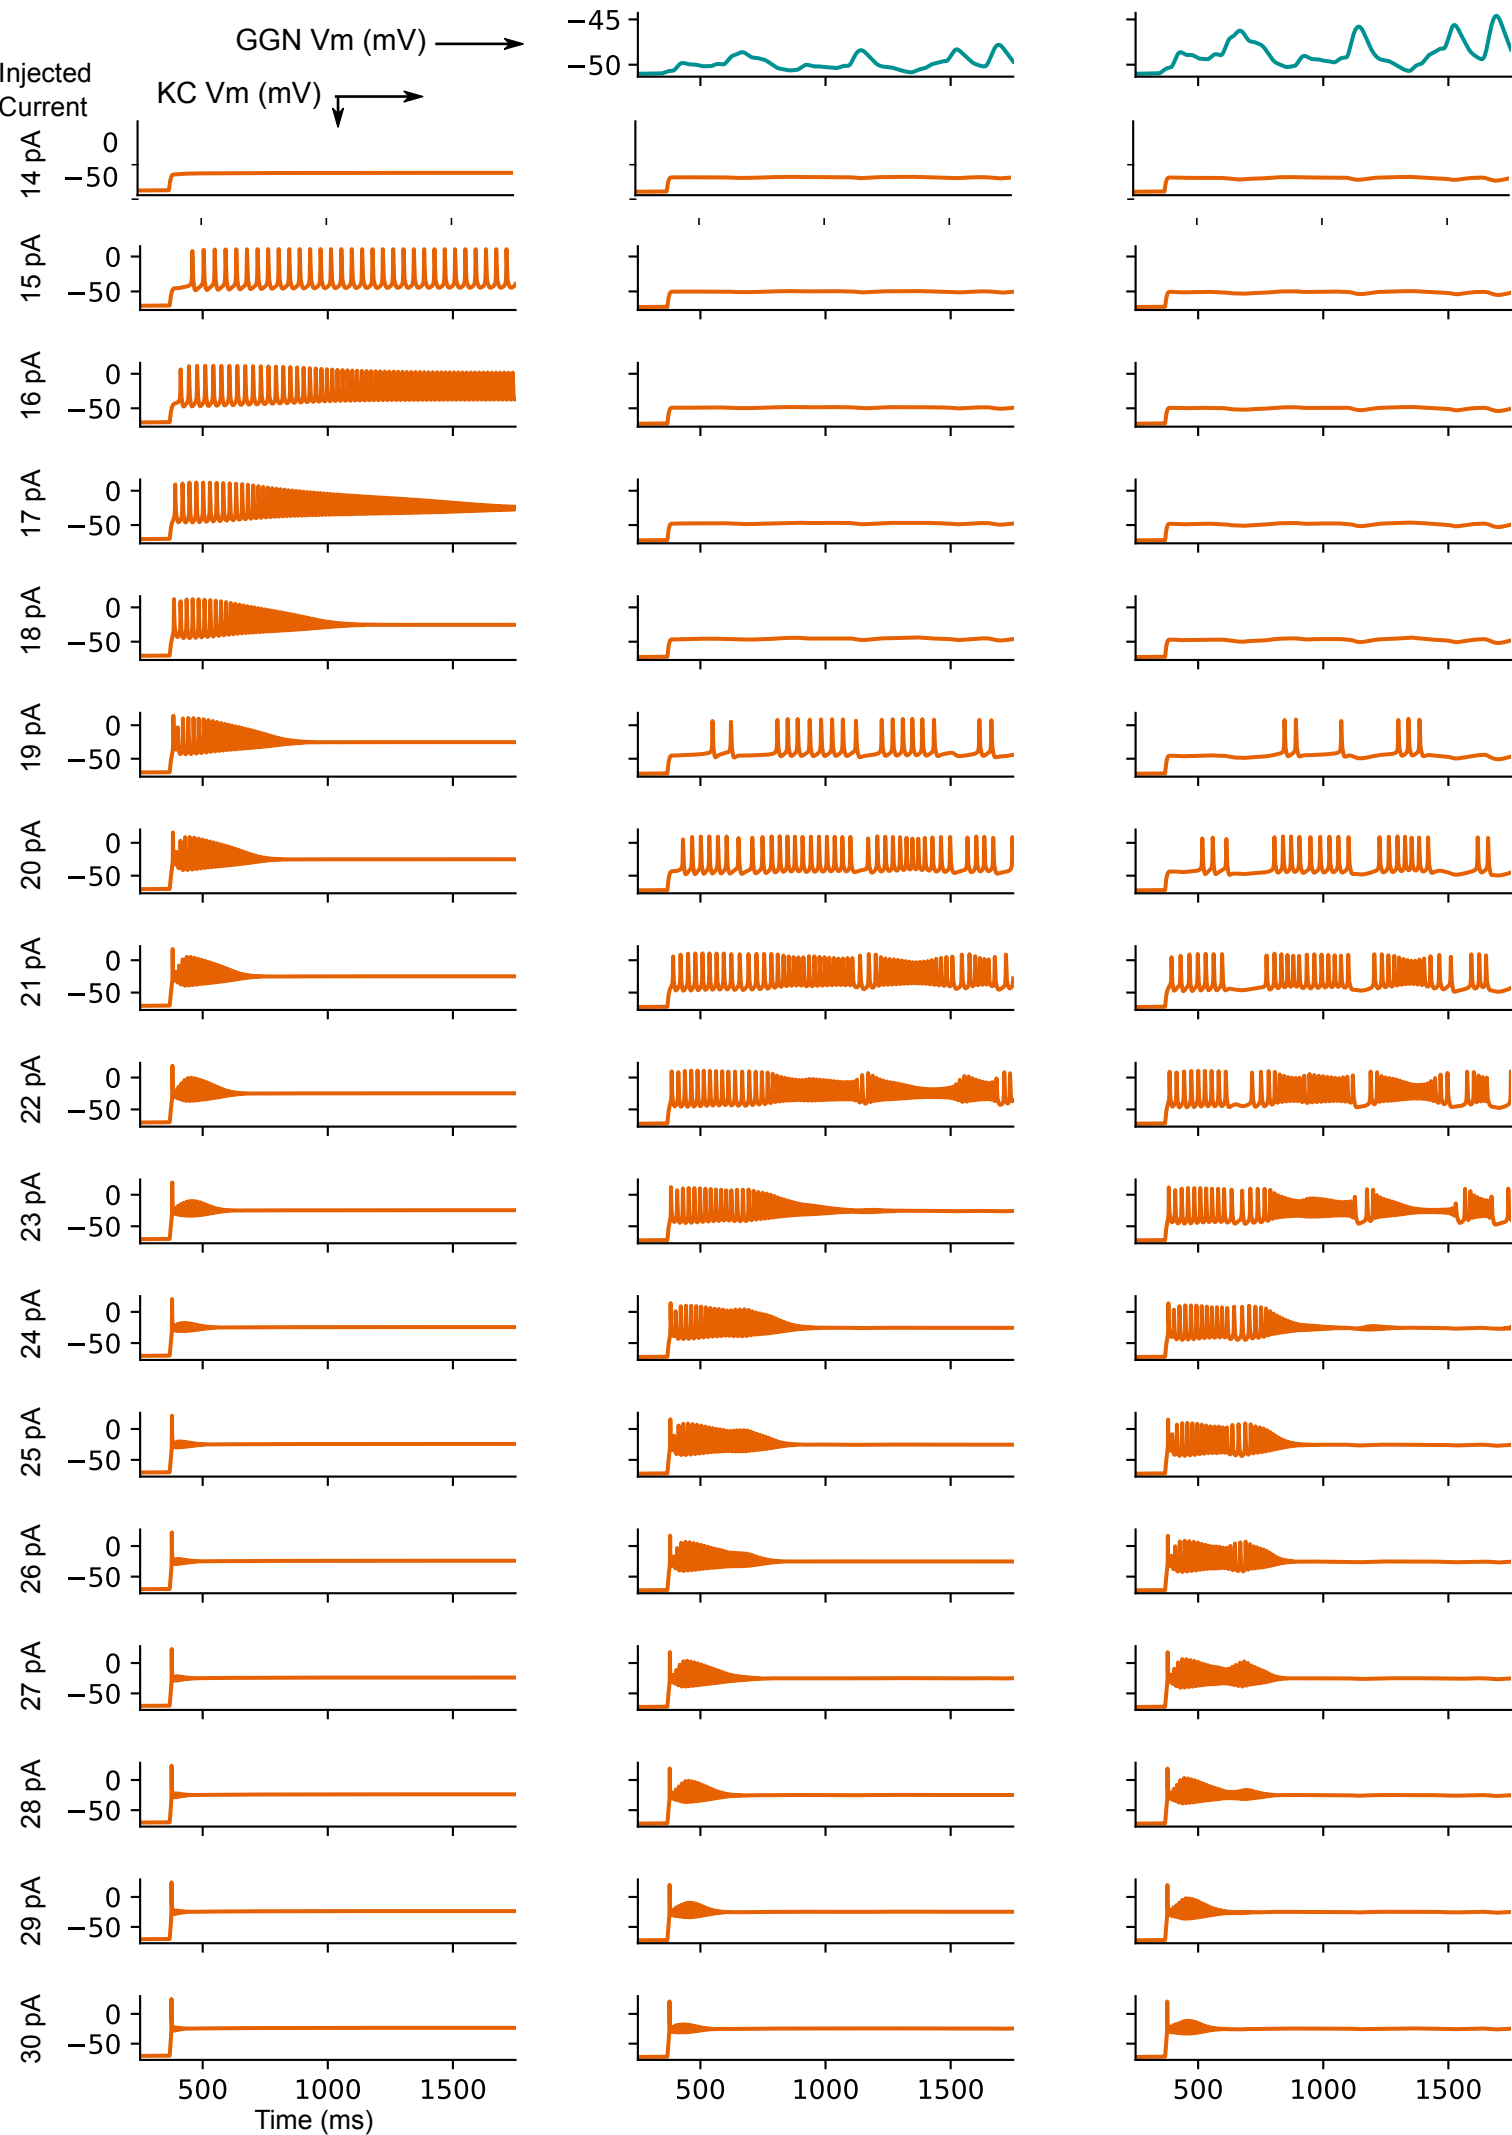 GGN Vm (mV)
−45
−50
Injected
Current
KC Vm (mV)
14 pA
0
−50
15 pA
0
−50
16 pA
0
−50
17 pA
0
−50
18 pA
0
−50
19 pA
0
−50
20 pA
0
−50
21 pA
0
−50
22 pA
0
−50
23 pA
0
−50
24 pA
0
−50
25 pA
0
−50
26 pA
0
−50
27 pA
0
−50
28 pA
0
−50
29 pA
0
−50
30 pA
0
−50
500 1000 1500 500 1000 1500 500 1000 1500
Time (ms)